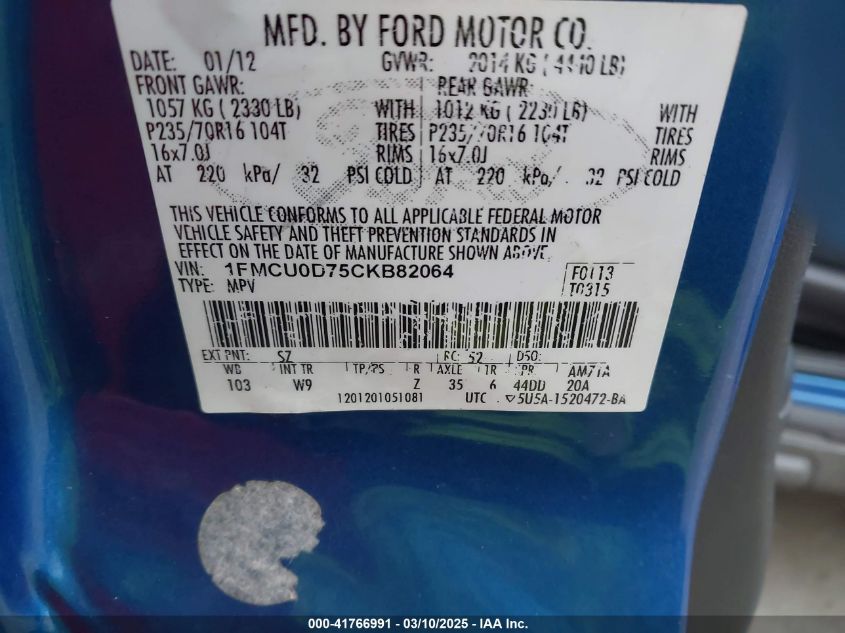 MFD. BY FORD MOTOR CO.
DATE: 01/12 GVWR: 2014 KG (4440 LB)
FRONT GAWR: REAR GAWR:
1057 KG (2330 LB) WITH 1012 KG (2230 LB) WITH
P235/70R16 104T TIRES P235/70R16 104T TIRES
16x7.0J RIMS 16x7.0J RIMS
AT 220 kPa/ 32 PSI COLD AT 220 kPa/ 32 PSI COLD
THIS VEHICLE CONFORMS TO ALL APPLICABLE FEDERAL MOTOR
VEHICLE SAFETY AND THEFT PREVENTION STANDARDS IN
EFFECT ON THE DATE OF MANUFACTURE SHOWN ABOVE.
VIN: 1FMCU0D75CKB82064 F0113
TYPE: MPV T0315
EXT PNT: SZ RC: 52 DSO:
WB INT TR TP/PS R AXLE TR SPR AM71A
103 W9 Z 35 6 44DD 20A
1201201051081 UTC ▽5U5A-1520472-BA
000-41766991 / 03/10/2025 - IAA Inc.